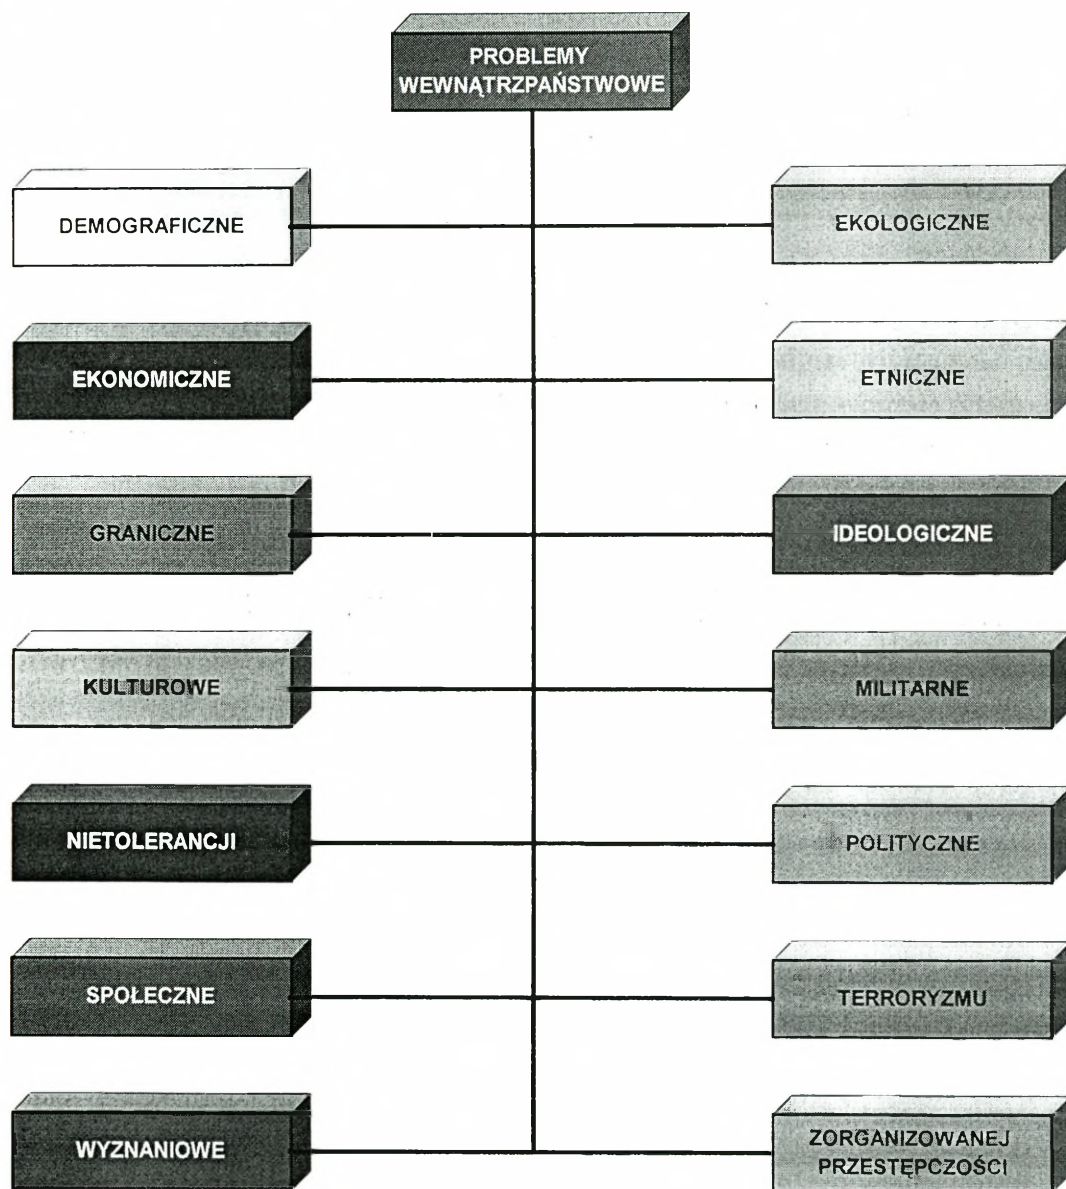 PROBLEMY
WEWNĄTRZPAŃSTWOWE
DEMOGRAFICZNE
EKOLOGICZNE
EKONOMICZNE
ETNICZNE
GRANICZNE
IDEOLOGICZNE
KULTUROWE
MILITARNE
NIETOLERANCJI
POLITYCZNE
SPOŁECZNE
TERRORYZMU
WYZNANIOWE
ZORGANIZOWANEJ
PRZESTĘPCZOŚCI